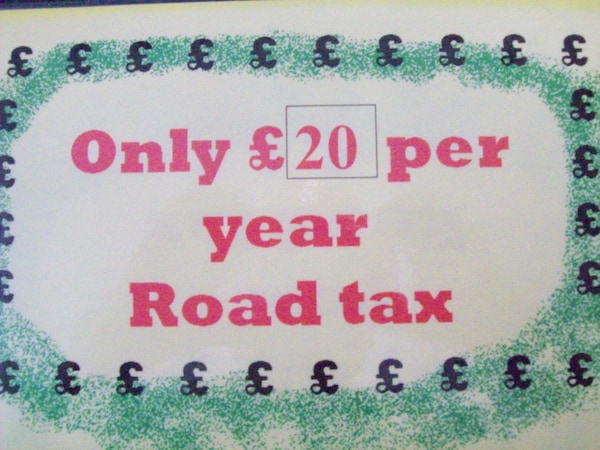 £ £ £ £ £ £ £ £ £ £
Only £20 per
year
Road tax
£ £ £ £ £ £ £ £ £ £